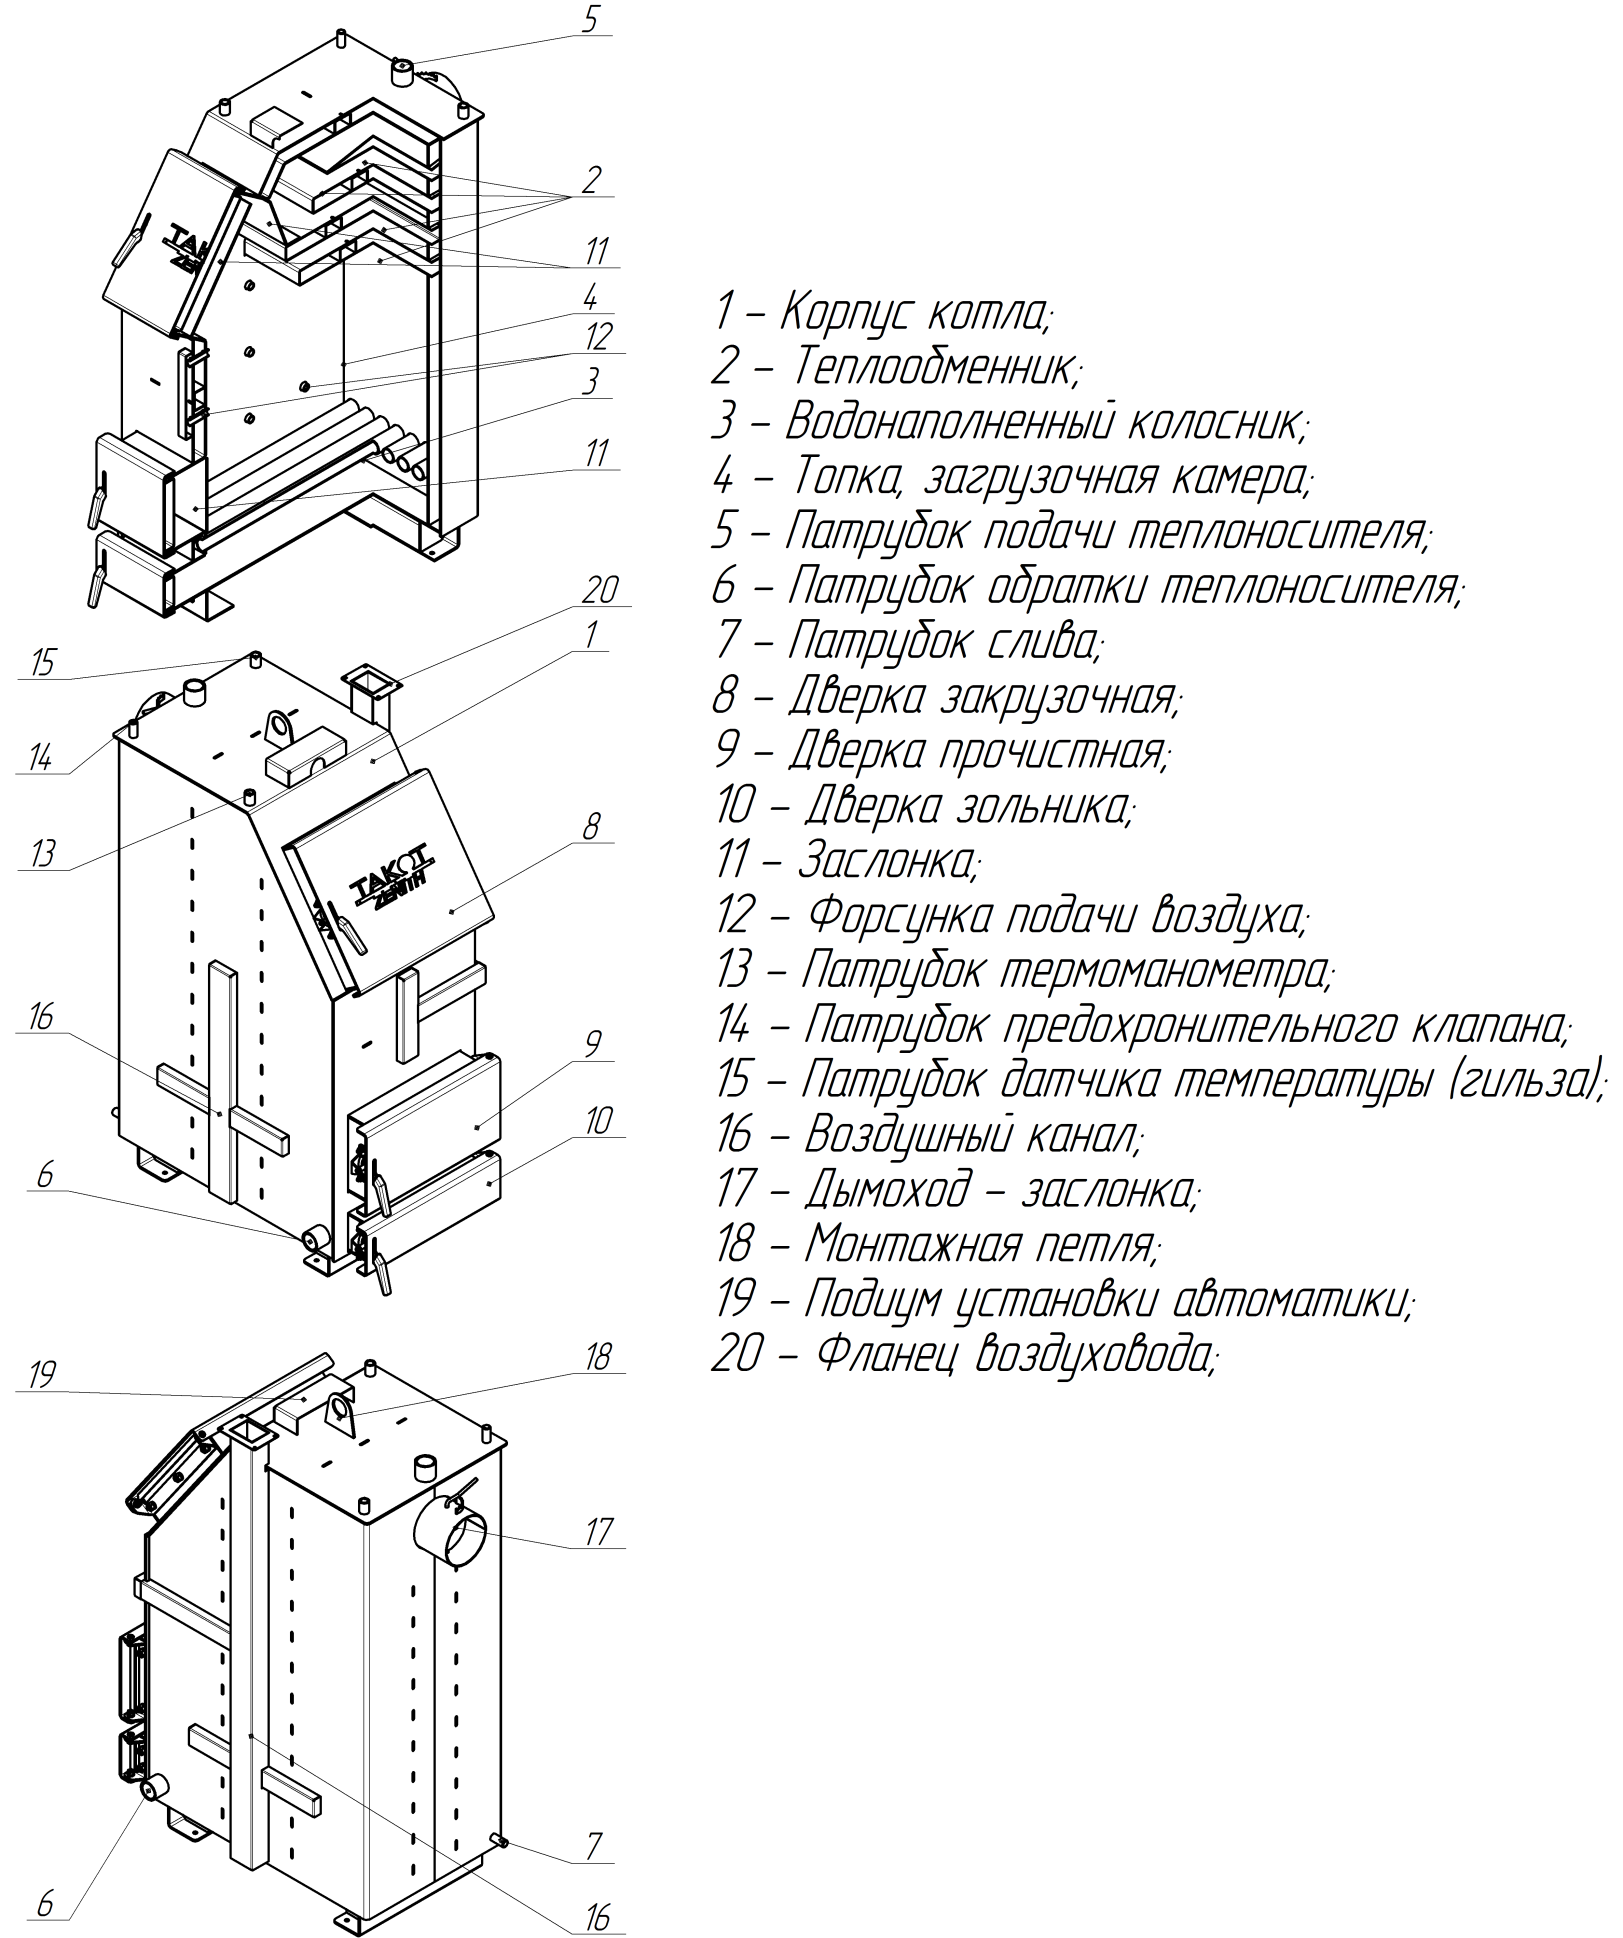 5
2
11
4
12
3
11
ТАК
ZEN
20
1
15
14
13
8
ТАКОТ
ZENITH
16
9
10
6
19
18
17
7
6
16
1 – Корпус котла;
2 – Теплообменник;
3 – Водонаполненный колосник;
4 – Топка, загрузочная камера;
5 – Патрубок подачи теплоносителя;
6 – Патрубок обратки теплоносителя;
7 – Патрубок слива;
8 – Дверка закрузочная;
9 – Дверка прочистная;
10 – Дверка зольника;
11 – Заслонка;
12 – Форсунка подачи воздуха;
13 – Патрубок термоманометра;
14 – Патрубок предохронительного клапана;
15 – Патрубок датчика температуры (гильза);
16 – Воздушный канал;
17 – Дымоход – заслонка;
18 – Монтажная петля;
19 – Подиум установки автоматики;
20 – Фланец воздуховода;